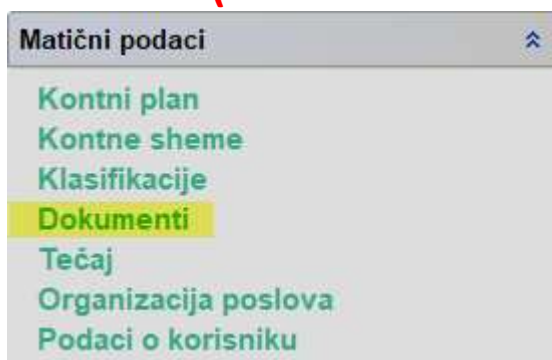 Matični podaci
Kontni plan
Kontne sheme
Klasifikacije
Dokumenti
Tečaj
Organizacija poslova
Podaci o korisniku